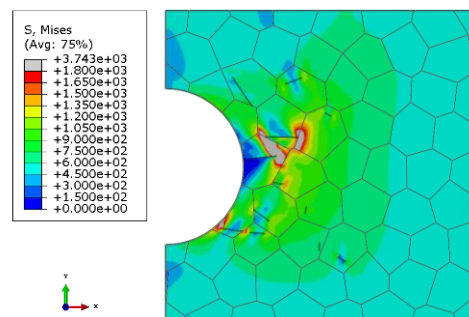 S, Mises
(Avg: 75%)
+3.743e+03
+1.800e+03
+1.650e+03
+1.500e+03
+1.350e+03
+1.200e+03
+1.050e+03
+9.000e+02
+7.500e+02
+6.000e+02
+4.500e+02
+3.000e+02
+1.500e+02
+0.000e+00
Y
X